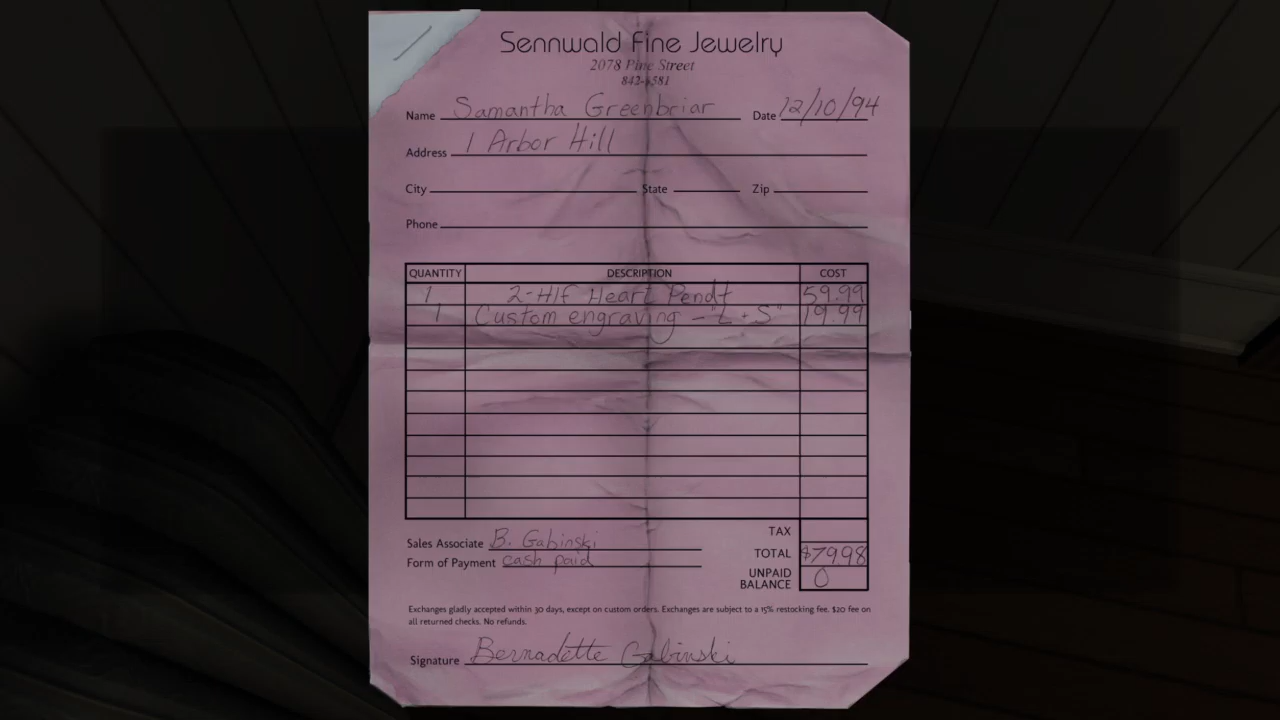 Sennwald Fine Jewelry
2078 Pine Street
842-6581
Name Samantha Greenbriar Date 12/10/94
Address 1 Arbor Hill
City State Zip
Phone
QUANTITY DESCRIPTION COST
1 2-Hlf Heart Pendt 59.99
1 Custom engraving - "L + S" 19.99
TAX
Sales Associate B. Gabinski
TOTAL $79.98
Form of Payment cash paid
UNPAID BALANCE 0
Exchanges gladly accepted within 30 days, except on custom orders. Exchanges are subject to a 15% restocking fee. $20 fee on
all returned checks. No refunds.
Signature Bernadette Gabinski